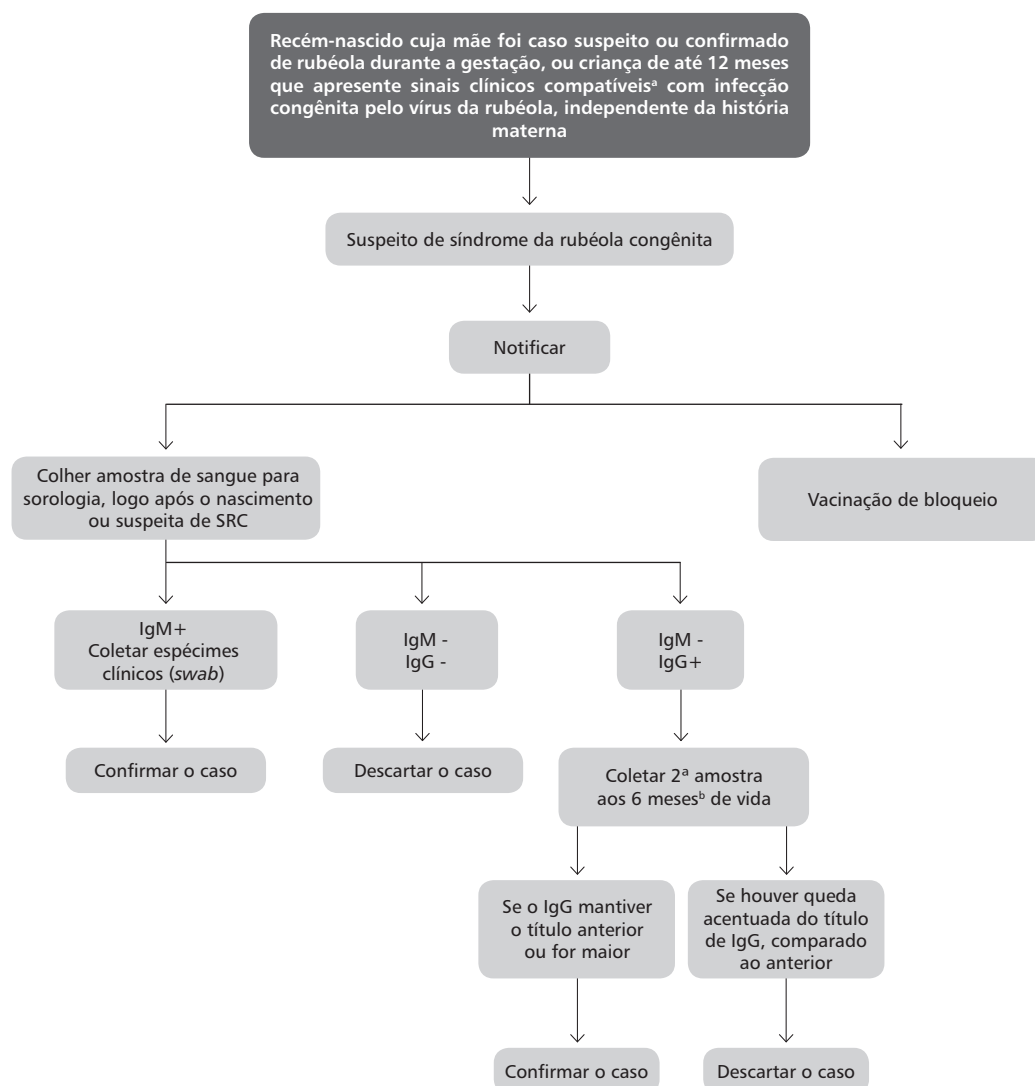 Recém-nascido cuja mãe foi caso suspeito ou confirmado
de rubéola durante a gestação, ou criança de até 12 meses
que apresente sinais clínicos compatíveisᵃ com infecção
congênita pelo vírus da rubéola, independente da história
materna
Suspeito de síndrome da rubéola congênita
Notificar
Colher amostra de sangue para
sorologia, logo após o nascimento
ou suspeita de SRC
Vacinação de bloqueio
IgM+
Coletar espécimes
clínicos (swab)
IgM -
IgG -
IgM -
IgG+
Confirmar o caso
Descartar o caso
Coletar 2ª amostra
aos 6 mesesᵇ de vida
Se o IgG mantiver
o título anterior
ou for maior
Se houver queda
acentuada do título
de IgG, comparado
ao anterior
Confirmar o caso
Descartar o caso